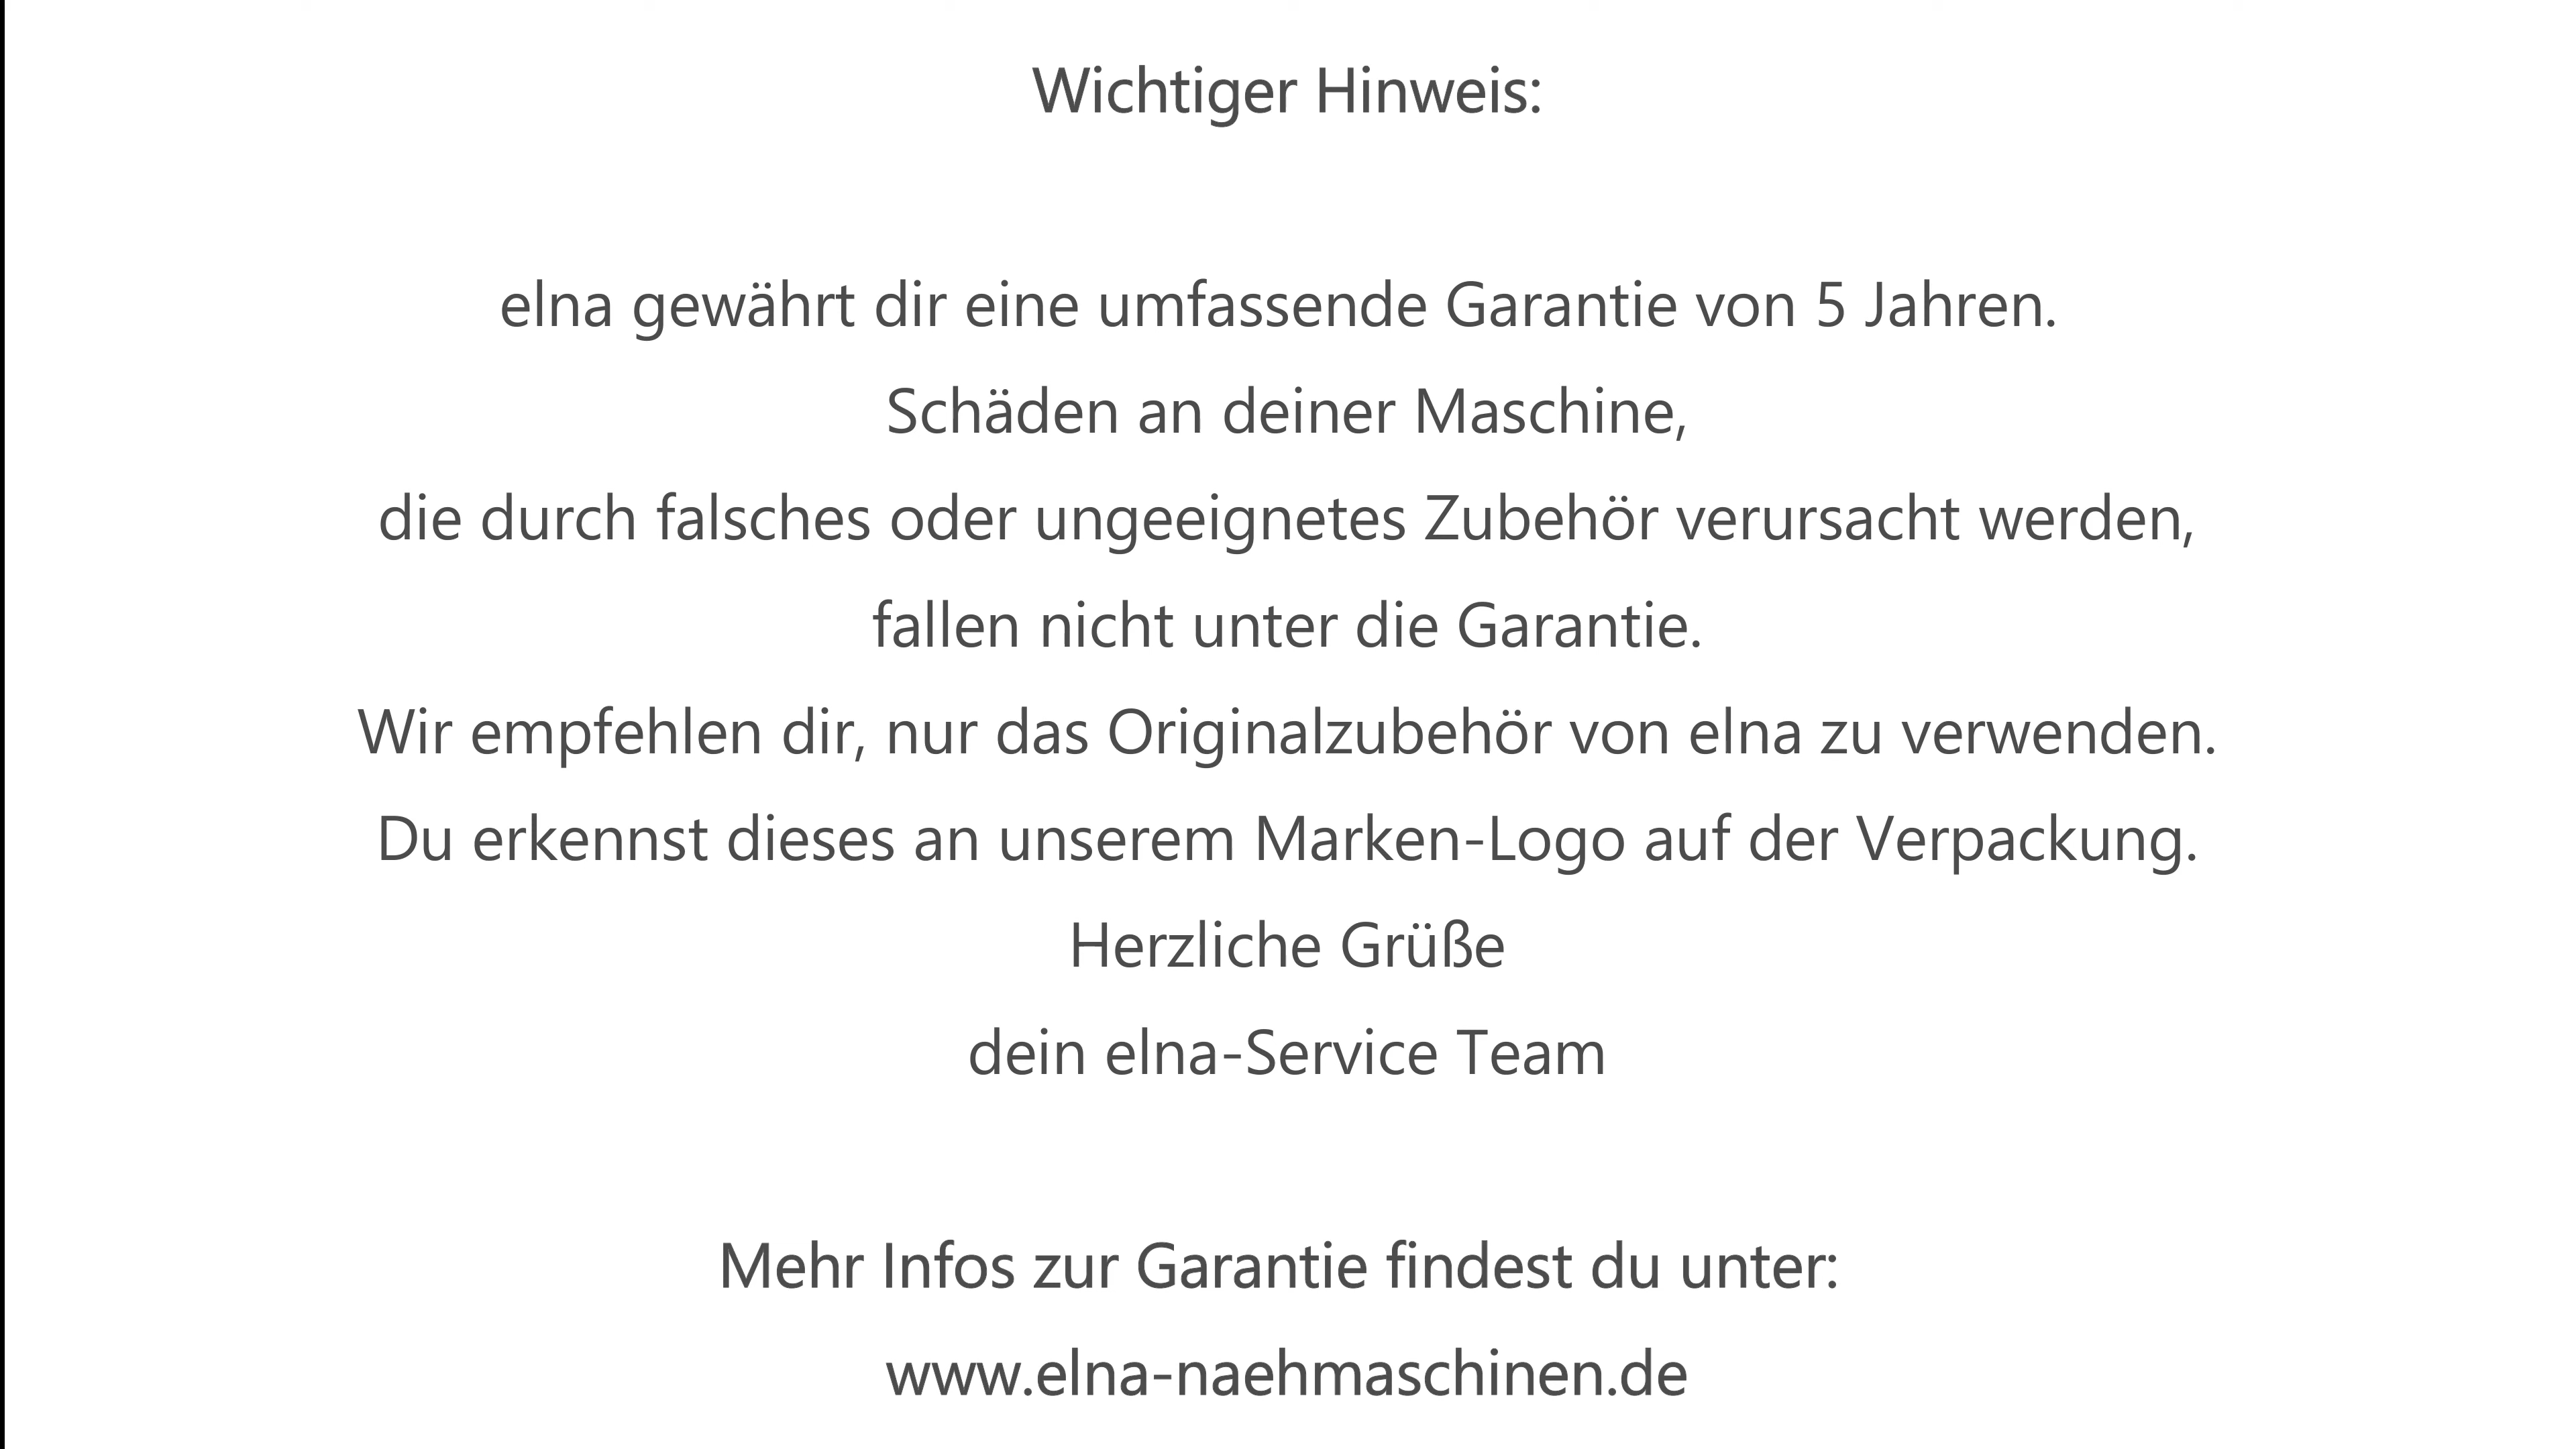 Wichtiger Hinweis:
elna gewährt dir eine umfassende Garantie von 5 Jahren.
Schäden an deiner Maschine,
die durch falsches oder ungeeignetes Zubehör verursacht werden,
fallen nicht unter die Garantie.
Wir empfehlen dir, nur das Originalzubehör von elna zu verwenden.
Du erkennst dieses an unserem Marken-Logo auf der Verpackung.
Herzliche Grüße
dein elna-Service Team
Mehr Infos zur Garantie findest du unter:
www.elna-naehmaschinen.de